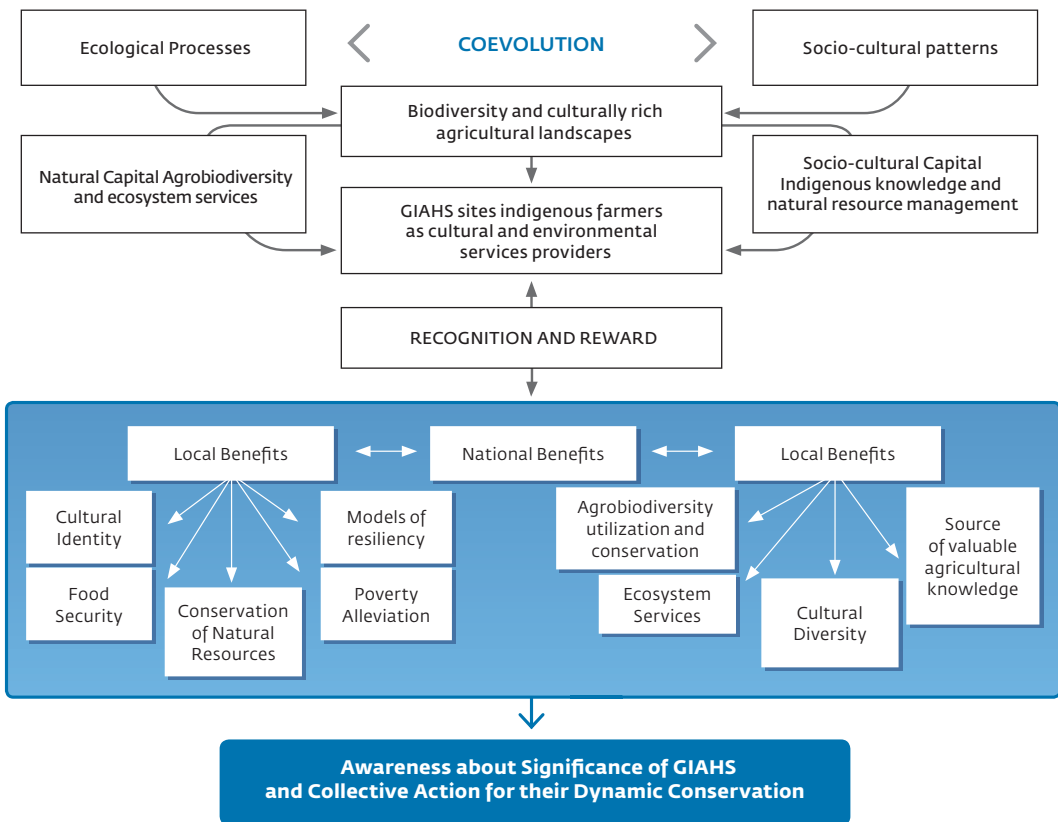 Ecological Processes
COEVOLUTION
Socio-cultural patterns
Biodiversity and culturally rich
agricultural landscapes
Natural Capital Agrobiodiversity
and ecosystem services
Socio-cultural Capital
Indigenous knowledge and
natural resource management
GIAHS sites indigenous farmers
as cultural and environmental
services providers
RECOGNITION AND REWARD
Local Benefits
National Benefits
Local Benefits
Cultural
Identity
Models of
resiliency
Food
Security
Conservation
of Natural
Resources
Poverty
Alleviation
Agrobiodiversity
utilization and
conservation
Ecosystem
Services
Cultural
Diversity
Source
of valuable
agricultural
knowledge
Awareness about Significance of GIAHS
and Collective Action for their Dynamic Conservation